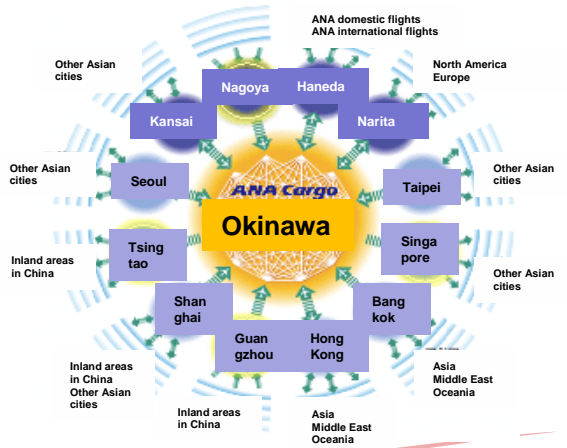 ANA domestic flights
ANA international flights
Other Asian
cities
North America
Europe
Nagoya
Haneda
Kansai
Narita
Other Asian
cities
Seoul
Taipei
Other Asian
cities
ANA Cargo
Okinawa
Tsing
tao
Singa
pore
Inland areas
in China
Other Asian
cities
Shan
ghai
Bang
kok
Guan
gzhou
Hong
Kong
Inland areas
in China
Other Asian
cities
Asia
Middle East
Oceania
Inland areas
in China
Asia
Middle East
Oceania